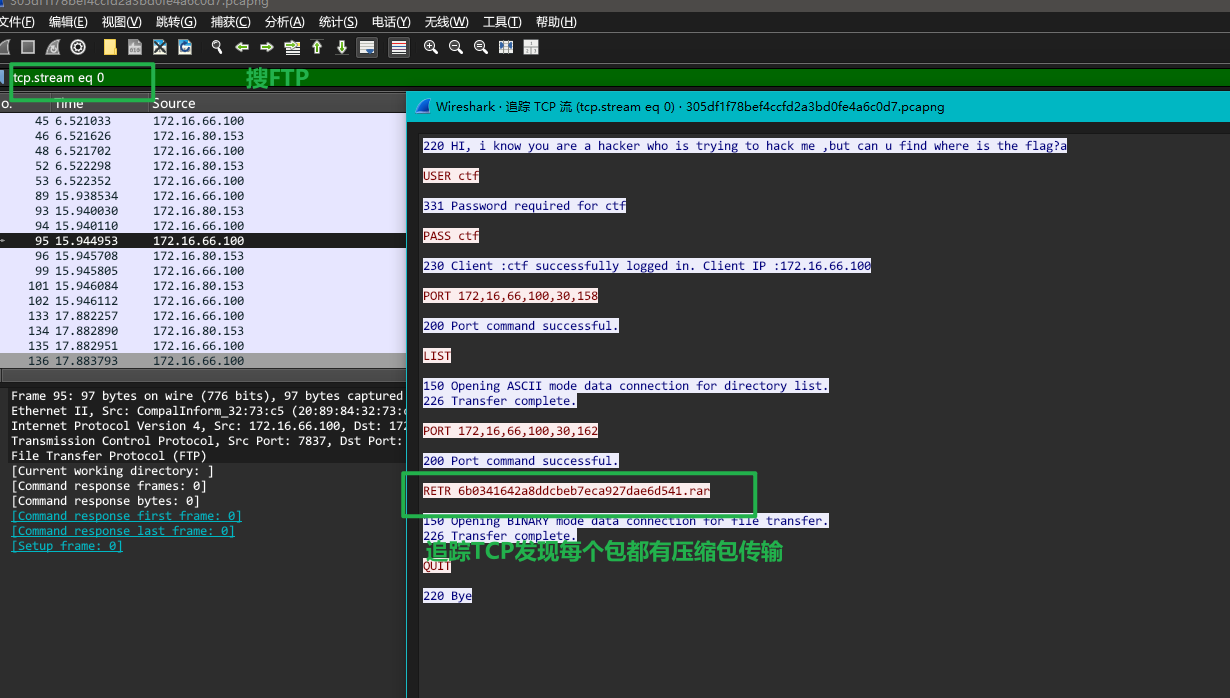 305df1f78bef4ccfd2a3bd0fe4a6c0d7.pcapng
文件(F) 编辑(E) 视图(V) 跳转(G) 捕获(C) 分析(A) 统计(S) 电话(Y) 无线(W) 工具(T) 帮助(H)
tcp.stream eq 0
搜FTP
o. Time Source
45 6.521033 172.16.66.100
46 6.521626 172.16.80.153
48 6.521702 172.16.66.100
52 6.522298 172.16.80.153
53 6.522352 172.16.66.100
89 15.938534 172.16.66.100
93 15.940030 172.16.80.153
94 15.940110 172.16.66.100
95 15.944953 172.16.66.100
96 15.945708 172.16.80.153
99 15.945805 172.16.66.100
101 15.946084 172.16.80.153
102 15.946112 172.16.66.100
133 17.882257 172.16.66.100
134 17.882890 172.16.80.153
135 17.882951 172.16.66.100
136 17.883793 172.16.66.100
Frame 95: 97 bytes on wire (776 bits), 97 bytes captured
Ethernet II, Src: CompalInform_32:73:c5 (20:89:84:32:73:c
Internet Protocol Version 4, Src: 172.16.66.100, Dst: 172
Transmission Control Protocol, Src Port: 7837, Dst Port:
File Transfer Protocol (FTP)
[Current working directory: ]
[Command response frames: 0]
[Command response bytes: 0]
[Command response first frame: 0]
[Command response last frame: 0]
[Setup frame: 0]
Wireshark · 追踪 TCP 流 (tcp.stream eq 0) · 305df1f78bef4ccfd2a3bd0fe4a6c0d7.pcapng
220 HI, i know you are a hacker who is trying to hack me ,but can u find where is the flag?a
USER ctf
331 Password required for ctf
PASS ctf
230 Client :ctf successfully logged in. Client IP :172.16.66.100
PORT 172,16,66,100,30,158
200 Port command successful.
LIST
150 Opening ASCII mode data connection for directory list.
226 Transfer complete.
PORT 172,16,66,100,30,162
200 Port command successful.
RETR 6b0341642a8ddcbeb7eca927dae6d541.rar
150 Opening BINARY mode data connection for file transfer.
226 Transfer complete.
追踪TCP发现每个包都有压缩包传输
QUIT
220 Bye